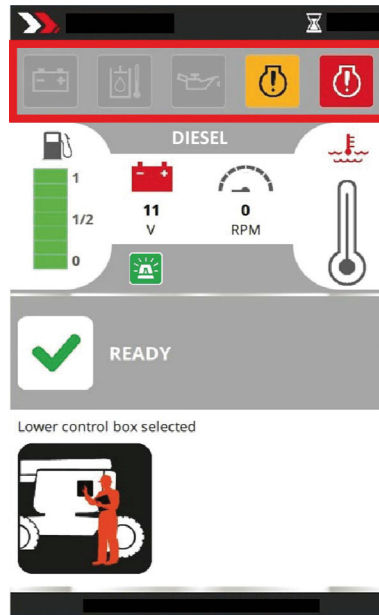 DIESEL
1
1/2
0
11
V
0
RPM
READY
Lower control box selected